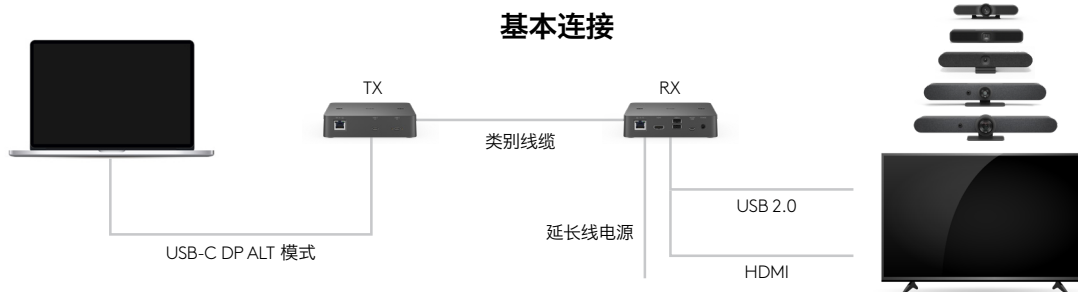 基本连接
TX
RX
类别线缆
USB 2.0
延长线电源
USB-C DP ALT 模式
HDMI